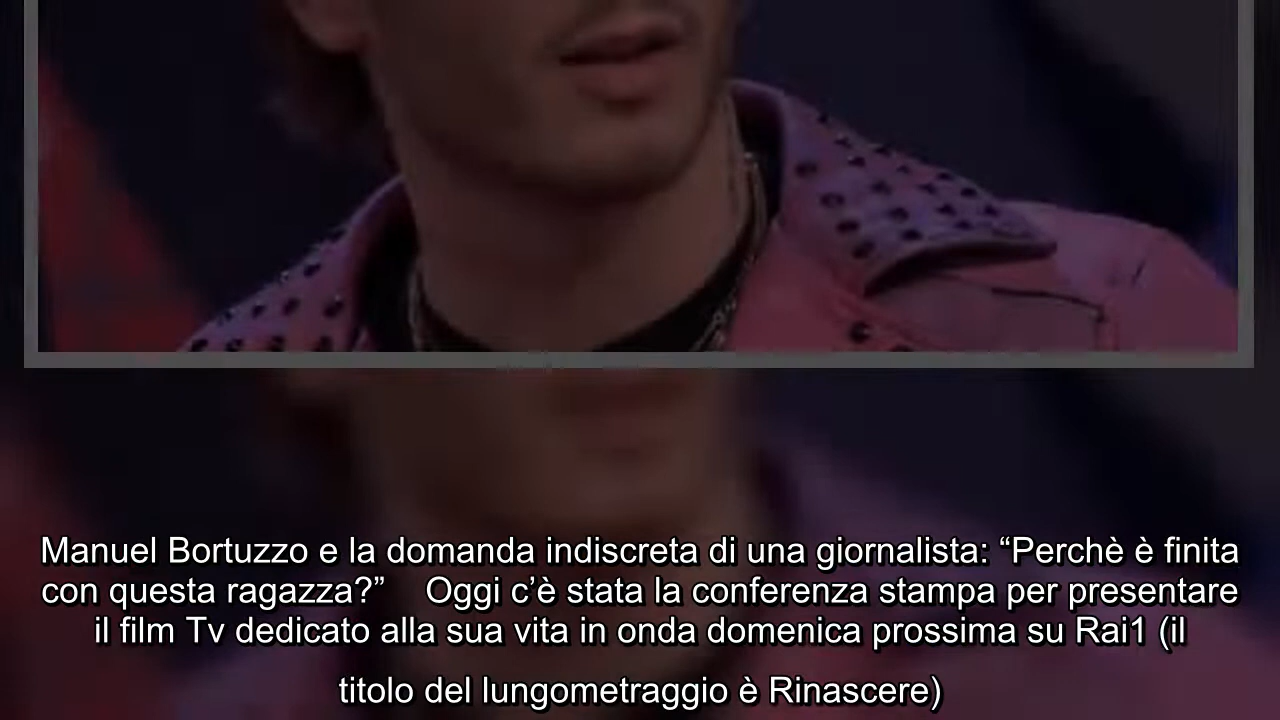 Manuel Bortuzzo e la domanda indiscreta di una giornalista: “Perchè è finita
con questa ragazza?” Oggi c’è stata la conferenza stampa per presentare
il film Tv dedicato alla sua vita in onda domenica prossima su Rai1 (il
titolo del lungometraggio è Rinascere)